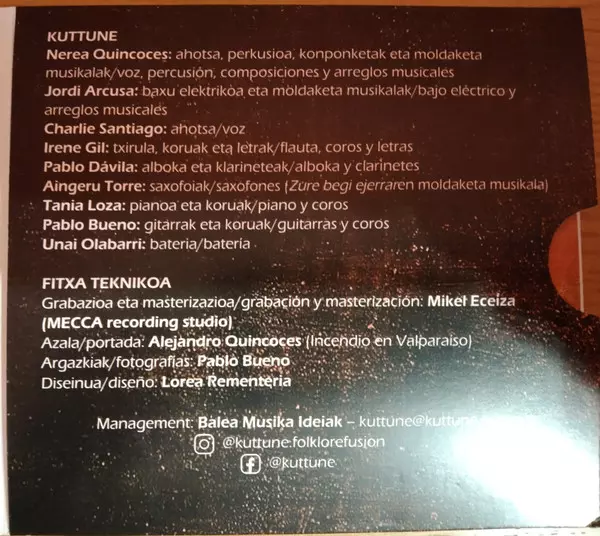 KUTTUNE
Nerea Quincoces: ahotsa, perkusioa, konponketak eta moldaketa
musikalak/voz, percusión, composiciones y arreglos musicales
Jordi Arcusa: baxu elektrikoa eta moldaketa musikalak/bajo eléctrico y
arreglos musicales
Charlie Santiago: ahotsa/voz
Irene Gil: txirula, koruak eta letrak/flauta, coros y letras
Pablo Dávila: alboka eta klarineteak/alboka y clarinetes
Aingeru Torre: saxofoiak/saxofones (Zure begi ejerraren moldaketa musikala)
Tania Loza: pianoa eta koruak/piano y coros
Pablo Bueno: gitarrak eta koruak/guitarras y coros
Unai Olabarri: bateria/batería
FITXA TEKNIKOA
Grabazioa eta masterizazioa/grabación y masterización: Mikel Eceiza
(MECCA recording studio)
Azala/portada: Alejandro Quincoces (Incendio en Valparaíso)
Argazkiak/fotografías: Pablo Bueno
Diseinua/diseño: Lorea Rementeria
Management: Balea Musika Ideiak – kuttune@kuttune
@kuttune.folklorefusion
@kuttune